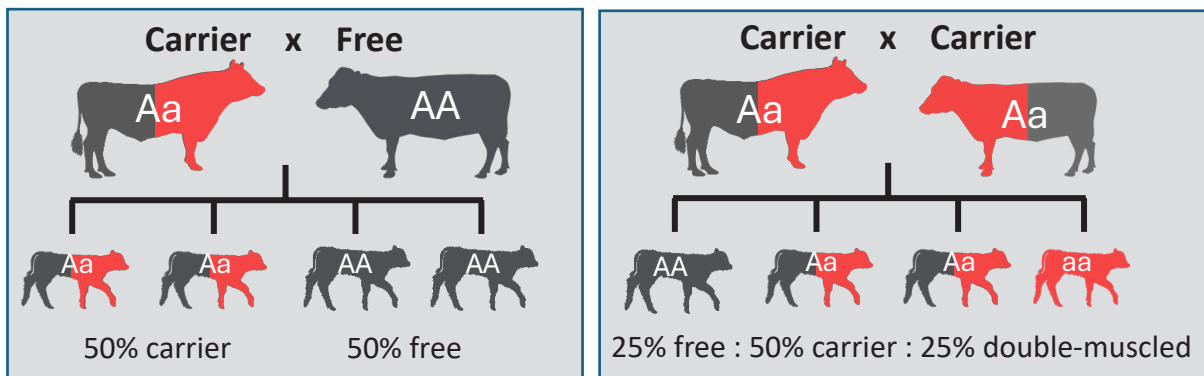 Carrier x Free
Aa AA
Aa Aa AA AA
50% carrier 50% free
Carrier x Carrier
Aa Aa
AA Aa Aa aa
25% free : 50% carrier : 25% double-muscled